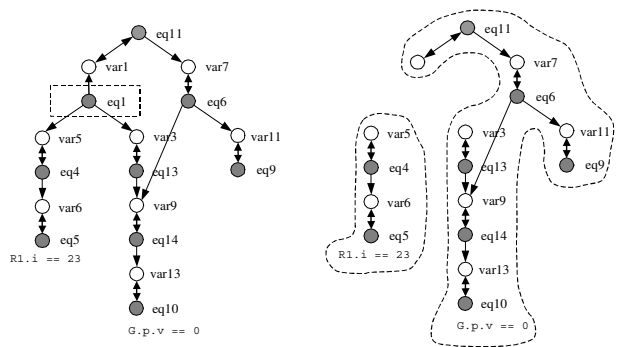 eq11
var1
var7
eq1
eq6
var5
var3
var11
eq4
eq13
eq9
var6
var9
eq5
eq14
R1.i == 23
var13
eq10
G.p.v == 0
eq11
var7
eq6
var5
var3
var11
eq4
eq13
eq9
var6
var9
eq5
eq14
R1.i == 23
var13
eq10
G.p.v == 0